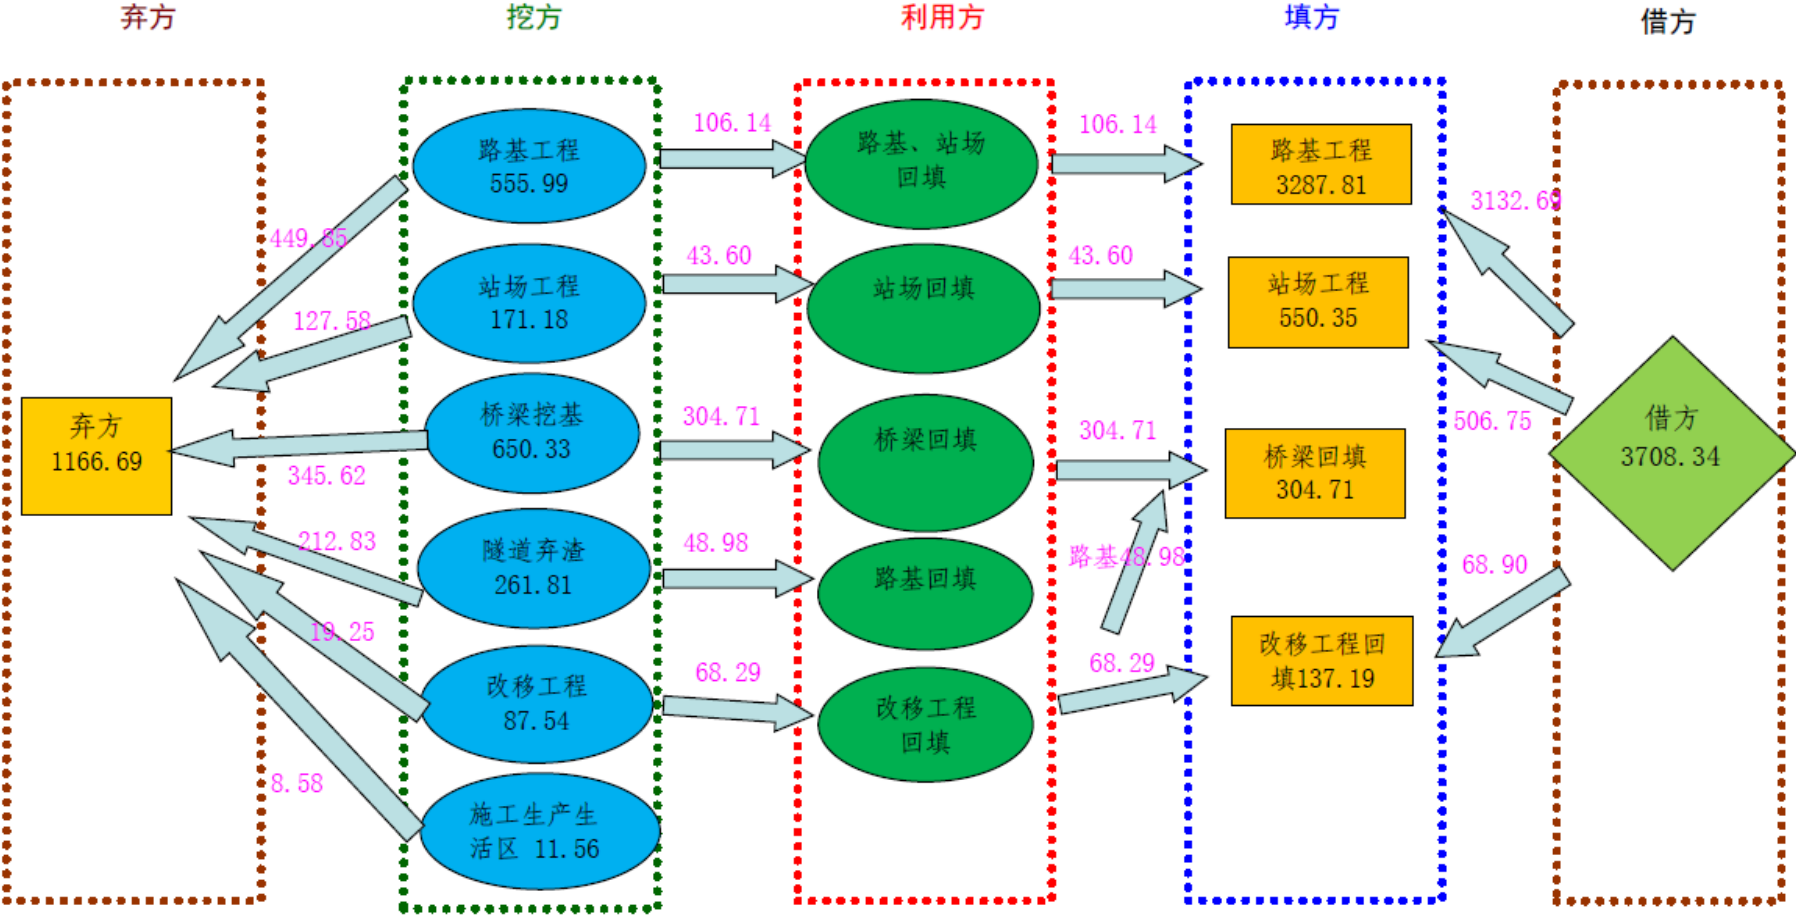 弃方
挖方
利用方
填方
借方
449.85
127.58
345.62
212.83
19.25
8.58
弃方
1166.69
路基工程
555.99
站场工程
171.18
桥梁挖基
650.33
隧道弃渣
261.81
改移工程
87.54
施工生产生
活区 11.56
106.14
43.60
304.71
48.98
68.29
路基、站场
回填
站场回填
桥梁回填
路基回填
改移工程
回填
106.14
43.60
304.71
路基48.98
68.29
路基工程
3287.81
站场工程
550.35
桥梁回填
304.71
改移工程回
填137.19
3132.69
506.75
68.90
借方
3708.34